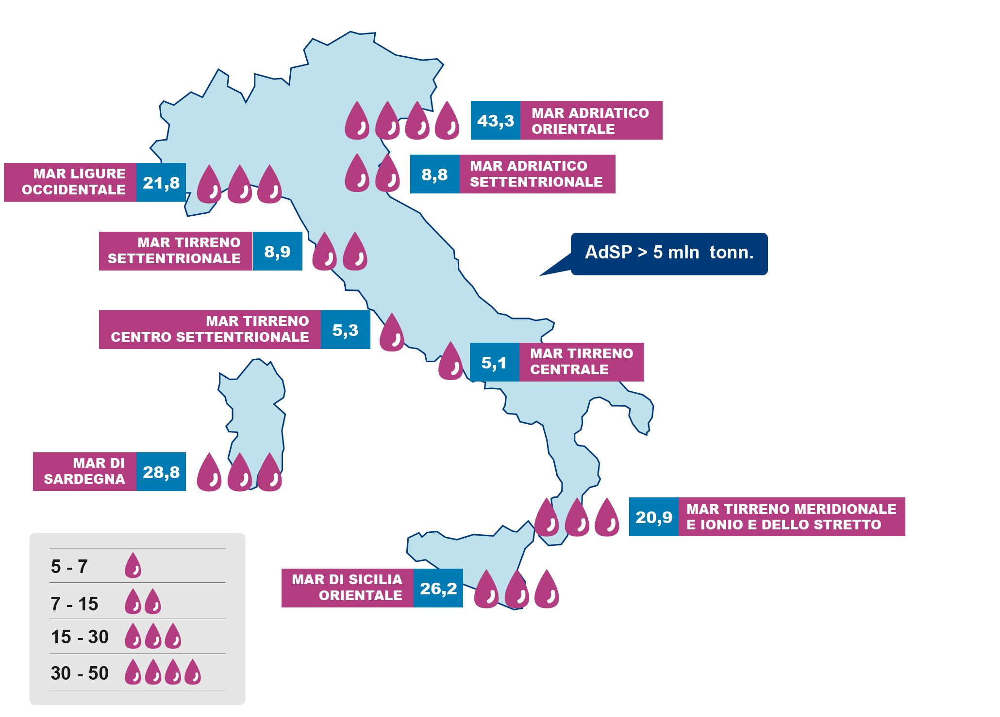 43,3
MAR ADRIATICO
ORIENTALE
8,8
MAR ADRIATICO
SETTENTRIONALE
MAR LIGURE
OCCIDENTALE
21,8
MAR TIRRENO
SETTENTRIONALE
8,9
AdSP > 5 mln tonn.
MAR TIRRENO
CENTRO SETTENTRIONALE
5,3
5,1
MAR TIRRENO
CENTRALE
MAR DI
SARDEGNA
28,8
20,9
MAR TIRRENO MERIDIONALE
E IONIO E DELLO STRETTO
MAR DI SICILIA
ORIENTALE
26,2
5 - 7
7 - 15
15 - 30
30 - 50